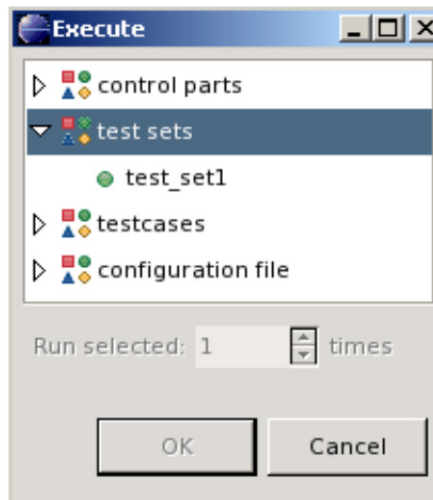 Execute
control parts
test sets
test_set1
testcases
configuration file
Run selected: 1 times
OK Cancel